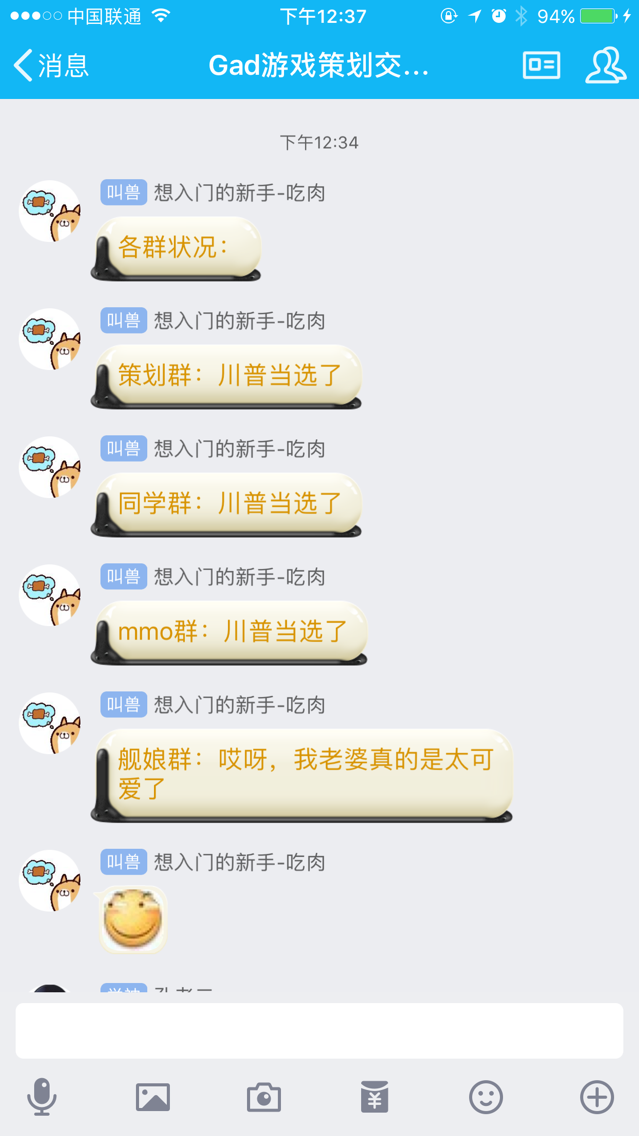 中国联通 下午12:37 94%
消息 Gad游戏策划交...
下午12:34
叫兽 想入门的新手-吃肉
各群状况：
叫兽 想入门的新手-吃肉
策划群：川普当选了
叫兽 想入门的新手-吃肉
同学群：川普当选了
叫兽 想入门的新手-吃肉
mmo群：川普当选了
叫兽 想入门的新手-吃肉
舰娘群：哎呀，我老婆真的是太可
爱了
叫兽 想入门的新手-吃肉
¥